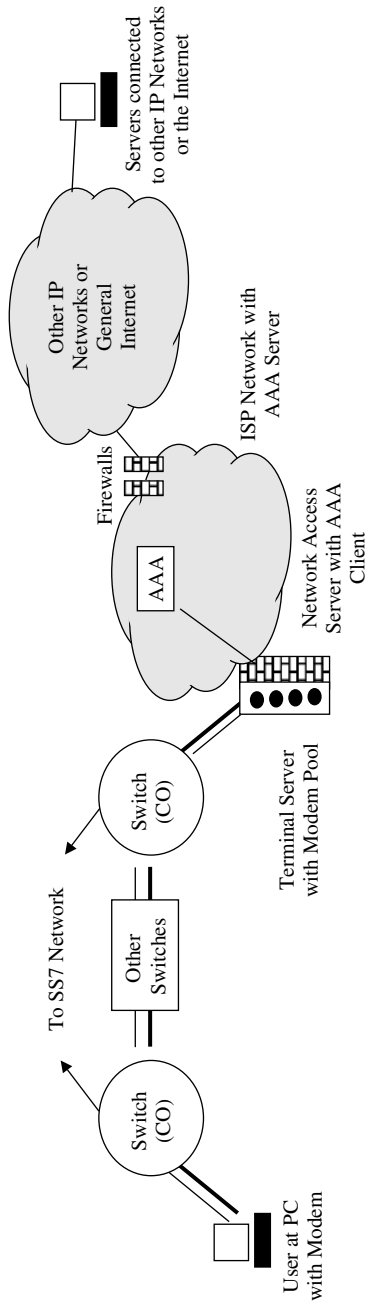 User at PC
with Modem
Switch
(CO)
To SS7 Network
Other
Switches
Switch
(CO)
Terminal Server
with Modem Pool
Network Access
Server with AAA
Client
AAA
Firewalls
ISP Network with
AAA Server
Other IP
Networks or
General
Internet
Servers connected
to other IP Networks
or the Internet